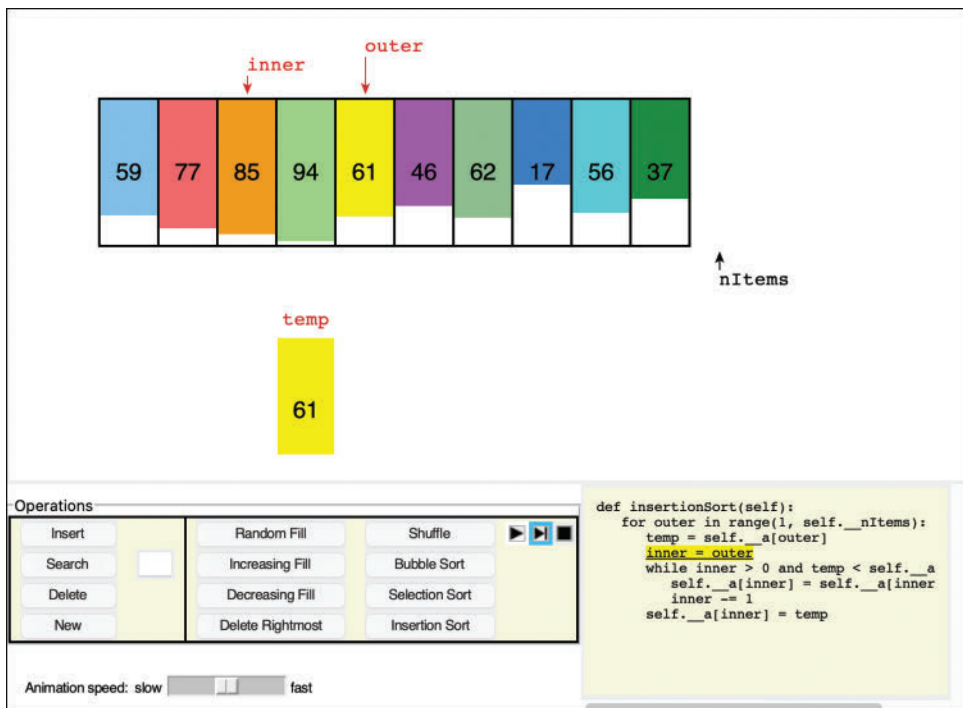 outer
inner
59 77 85 94 61 46 62 17 56 37
nItems
temp
61
Operations
Insert Random Fill Shuffle
Search Increasing Fill Bubble Sort
Delete Decreasing Fill Selection Sort
New Delete Rightmost Insertion Sort
Animation speed: slow fast
def insertionSort(self):
for outer in range(1, self.__nItems):
temp = self.__a[outer]
inner = outer
while inner > 0 and temp < self.__a
self.__a[inner] = self.__a[inner
inner -= 1
self.__a[inner] = temp